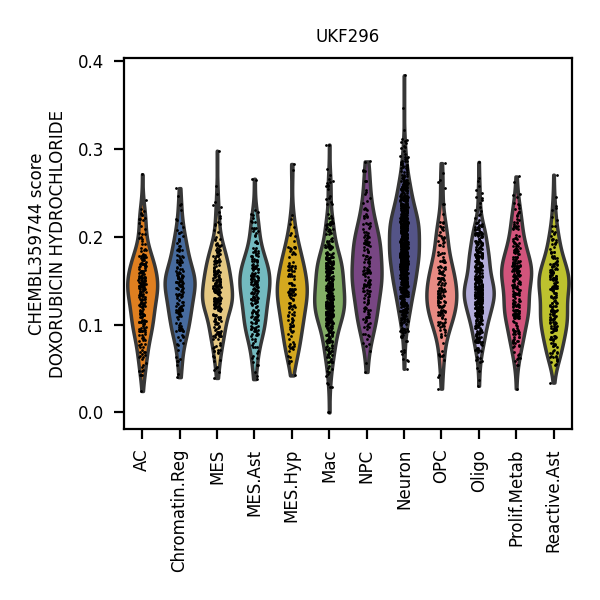 UKF296
CHEMBL359744 score
DOXORUBICIN HYDROCHLORIDE
0.4
0.3
0.2
0.1
0.0
AC
Chromatin.Reg
MES
MES.Ast
MES.Hyp
Mac
NPC
Neuron
OPC
Oligo
Prolif.Metab
Reactive.Ast